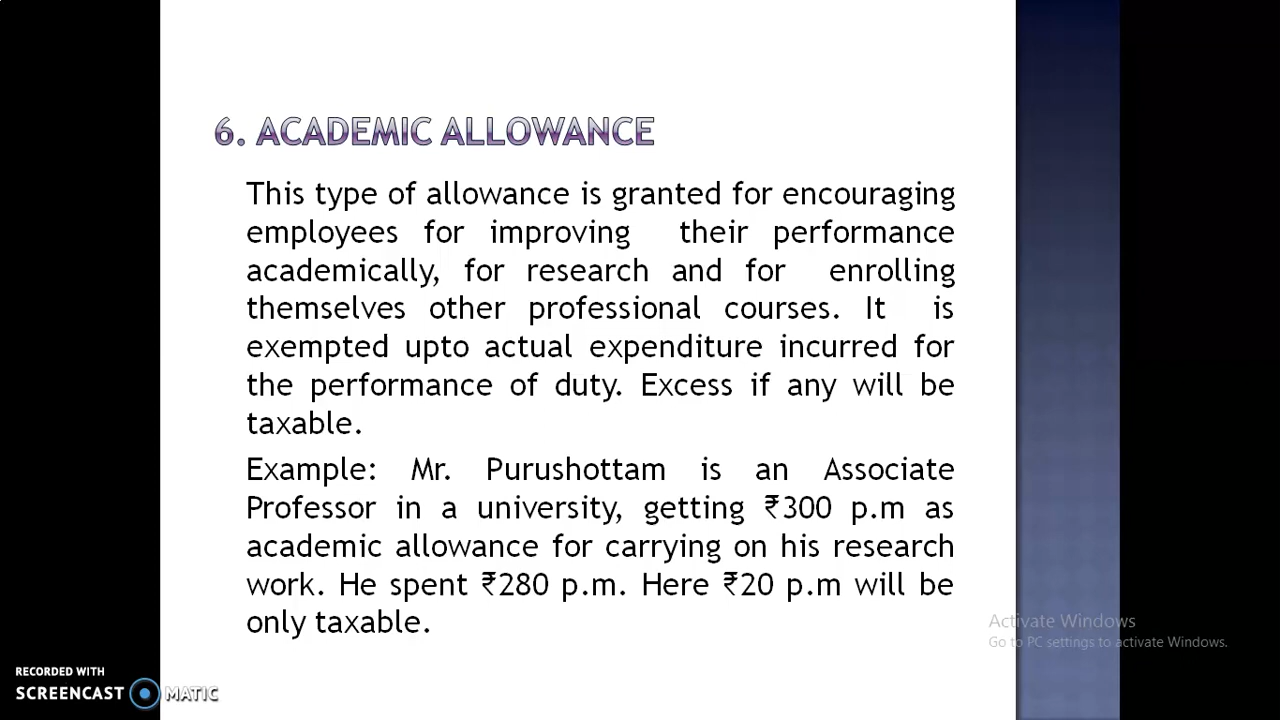 6. ACADEMIC ALLOWANCE
This type of allowance is granted for encouraging
employees for improving their performance
academically, for research and for enrolling
themselves other professional courses. It is
exempted upto actual expenditure incurred for
the performance of duty. Excess if any will be
taxable.
Example: Mr. Purushottam is an Associate
Professor in a university, getting ₹300 p.m as
academic allowance for carrying on his research
work. He spent ₹280 p.m. Here ₹20 p.m will be
only taxable.
Activate Windows
Go to PC settings to activate Windows.
RECORDED WITH
SCREENCAST MATIC